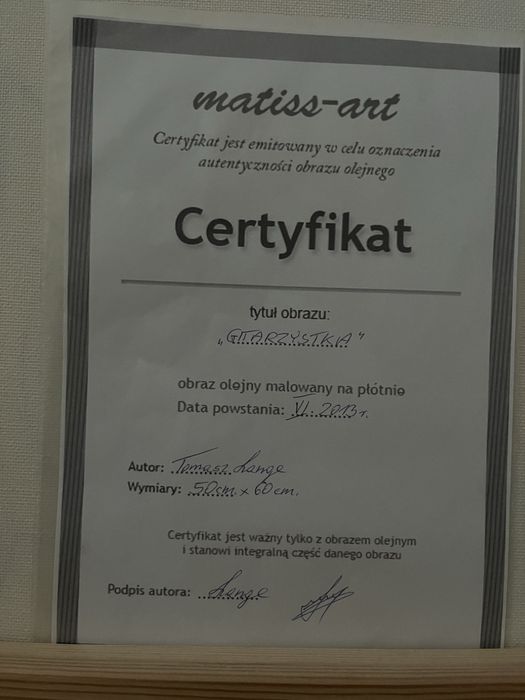 matiss-art
Certyfikat jest emitowany w celu oznaczenia
autentyczności obrazu olejnego
Certyfikat
tytuł obrazu:
„GITARZYSTKA"
obraz olejny malowany na płótnie
Data powstania: VI. 2013 r.
Autor: Tomasz Lange
Wymiary: 50cm x 60cm.
Certyfikat jest ważny tylko z obrazem olejnym
i stanowi integralną część danego obrazu
Podpis autora: Lange